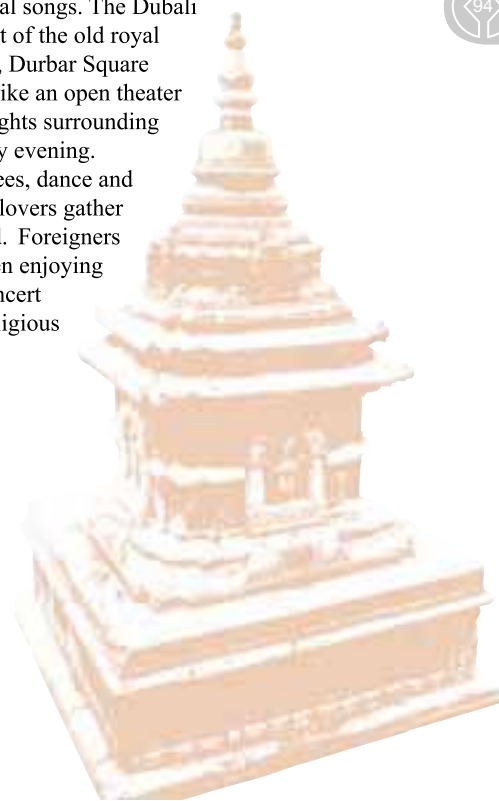 al songs. The Dubali
t of the old royal
, Durbar Square
ike an open theater
ghts surrounding
y evening.
ees, dance and
lovers gather
l. Foreigners
en enjoying
ncert
igious
94